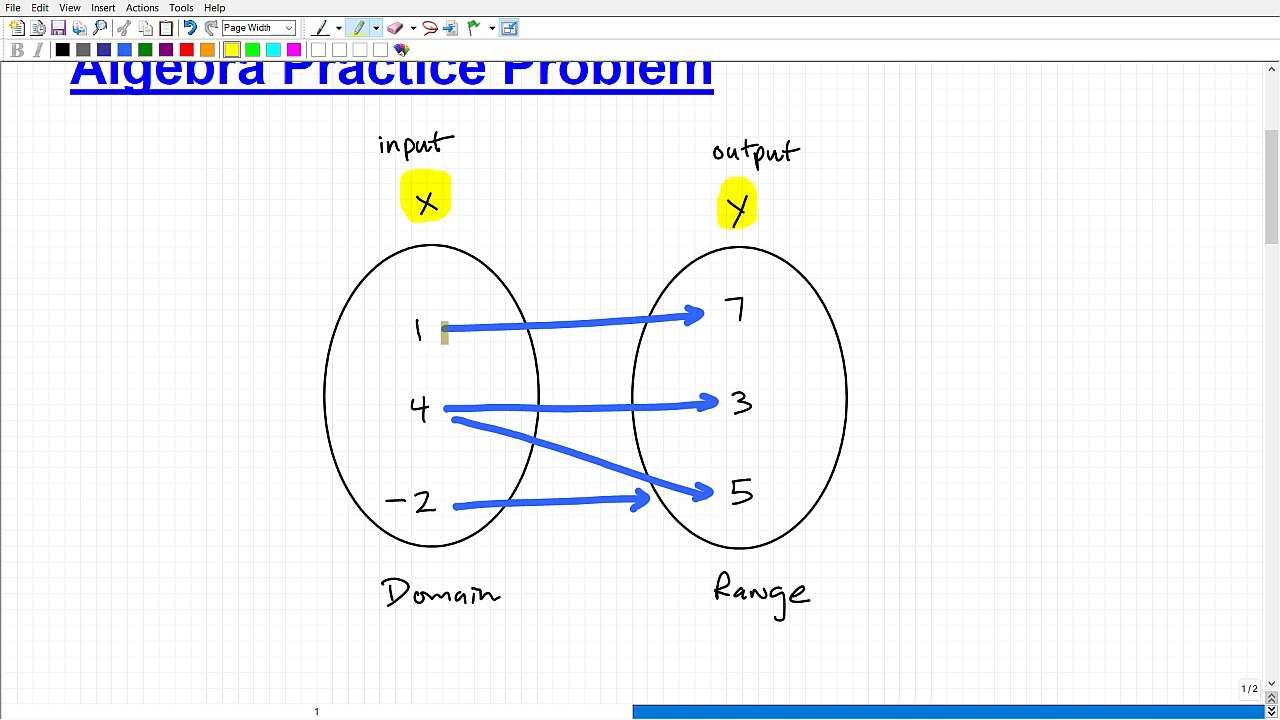 File Edit View Insert Actions Tools Help
Page Width
B I
Algebra Practice Problem
input output
x y
1 7
4 3
-2 5
Domain Range
1/2
1